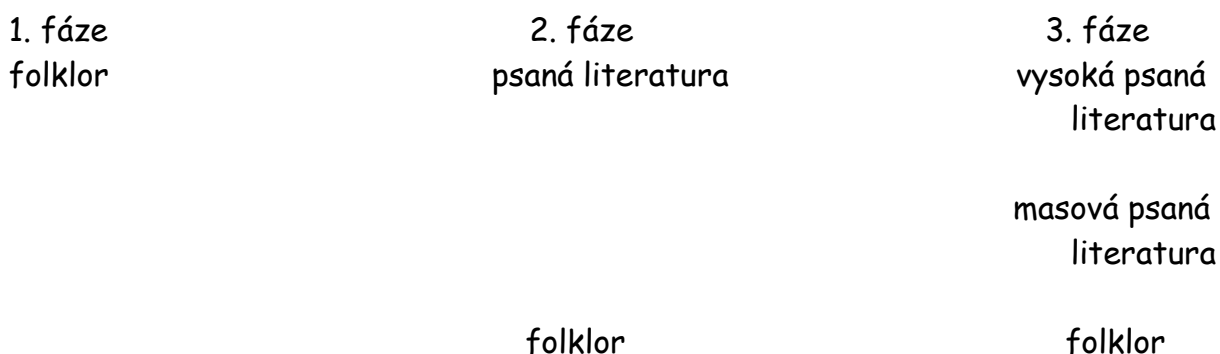 1. fáze 2. fáze 3. fáze
folklor psaná literatura vysoká psaná
literatura
masová psaná
literatura
folklor folklor